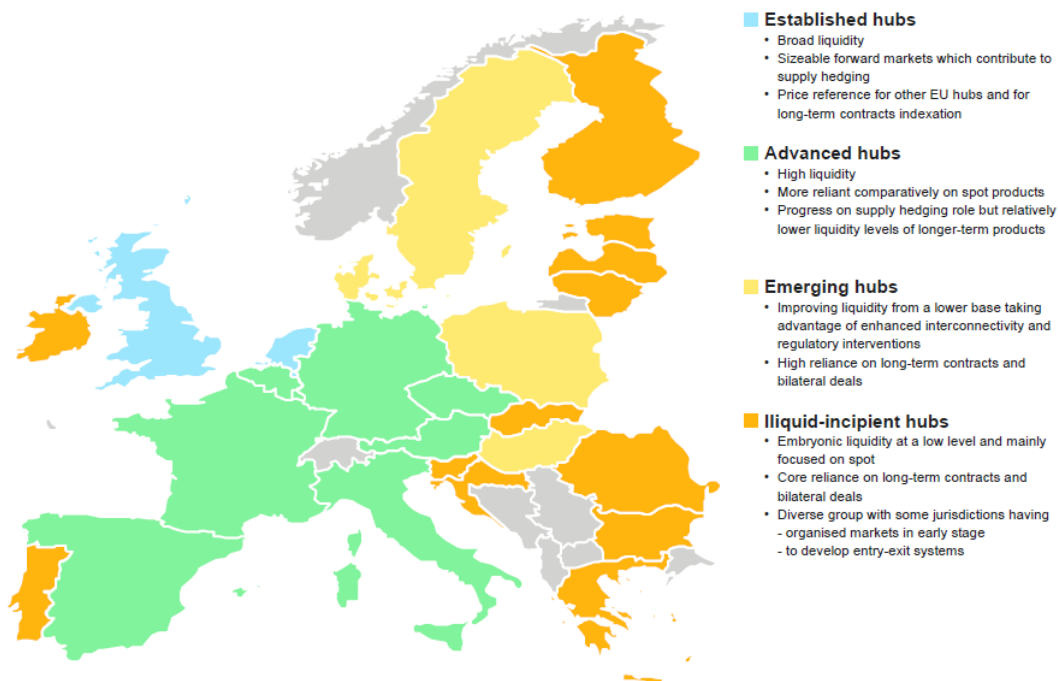 Established hubs
• Broad liquidity
• Sizeable forward markets which contribute to
supply hedging
• Price reference for other EU hubs and for
long-term contracts indexation
Advanced hubs
• High liquidity
• More reliant comparatively on spot products
• Progress on supply hedging role but relatively
lower liquidity levels of longer-term products
Emerging hubs
• Improving liquidity from a lower base taking
advantage of enhanced interconnectivity and
regulatory interventions
• High reliance on long-term contracts and
bilateral deals
Iliquid-incipient hubs
• Embryonic liquidity at a low level and mainly
focused on spot
• Core reliance on long-term contracts and
bilateral deals
• Diverse group with some jurisdictions having
- organised markets in early stage
- to develop entry-exit systems